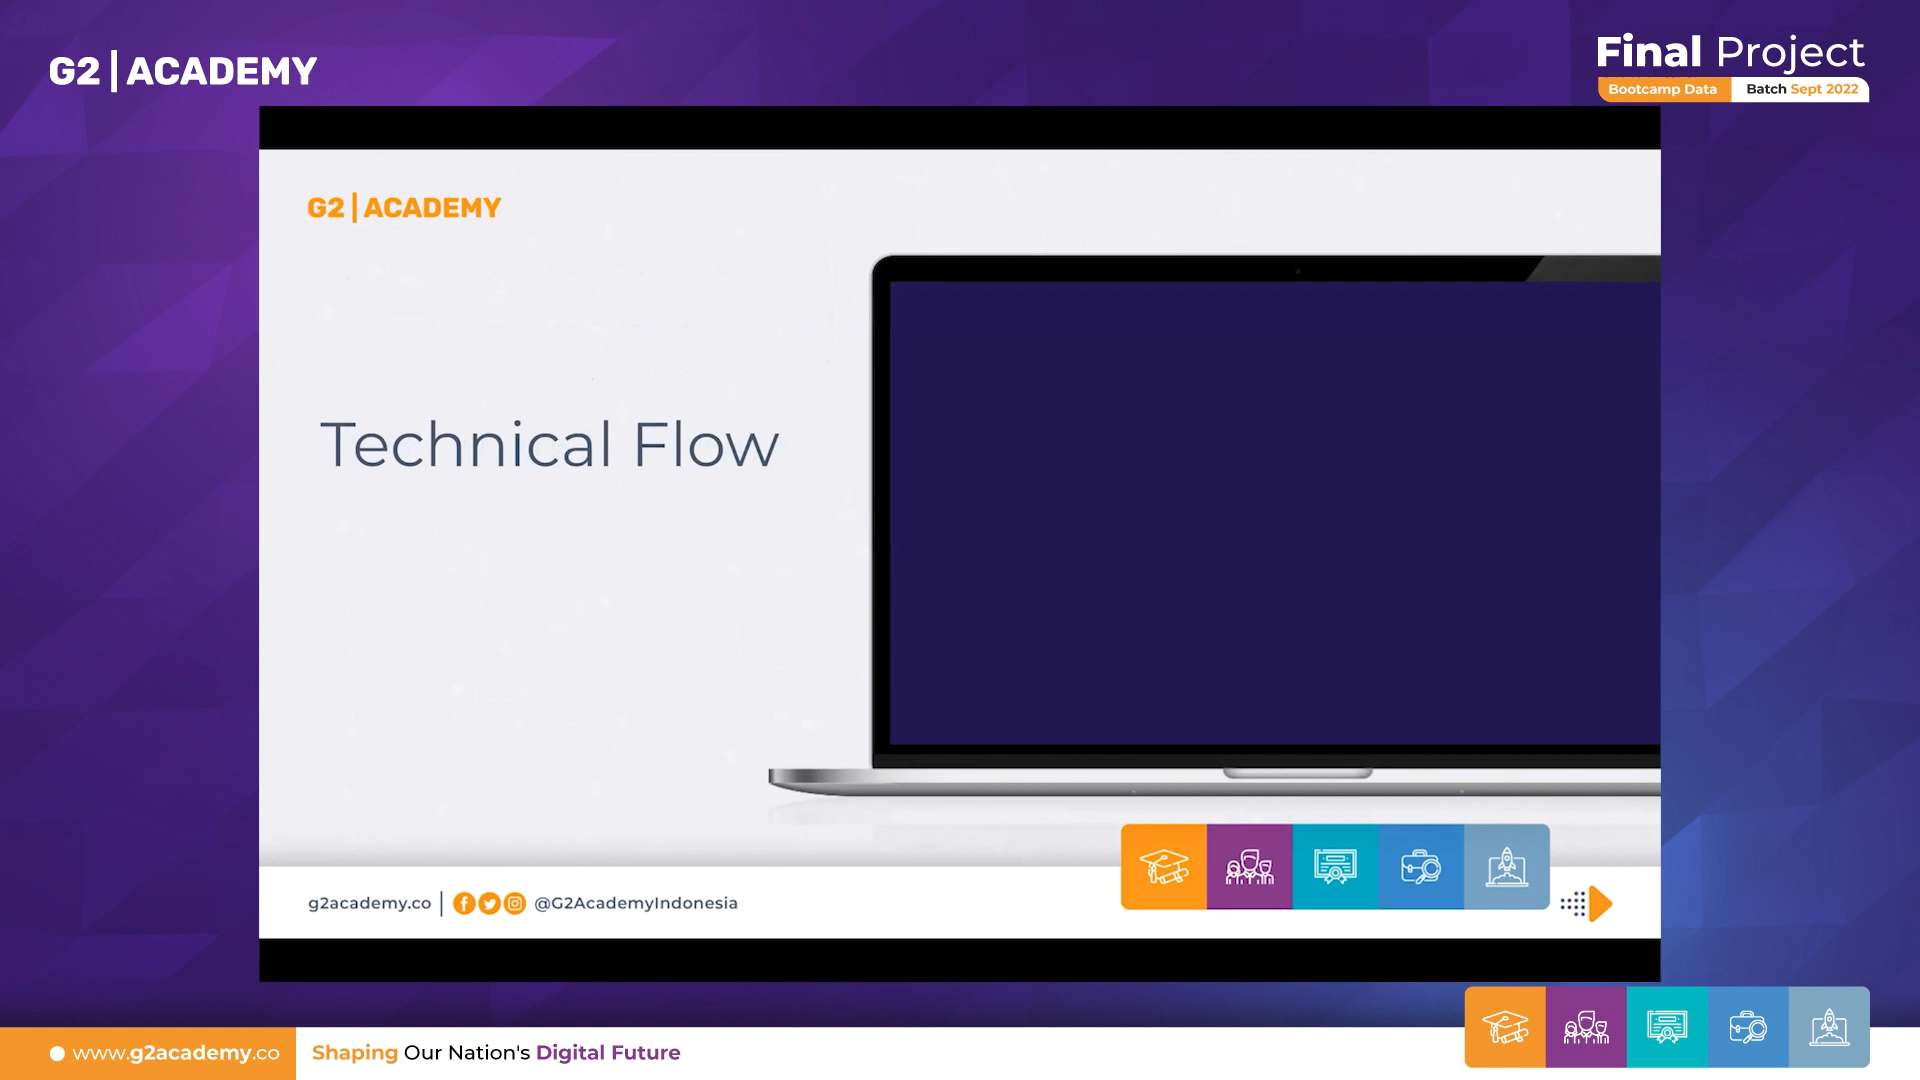 G2 | ACADEMY
Final Project
Bootcamp Data Batch Sept 2022
G2 | ACADEMY
Technical Flow
g2academy.co | @G2AcademyIndonesia
www.g2academy.co Shaping Our Nation's Digital Future